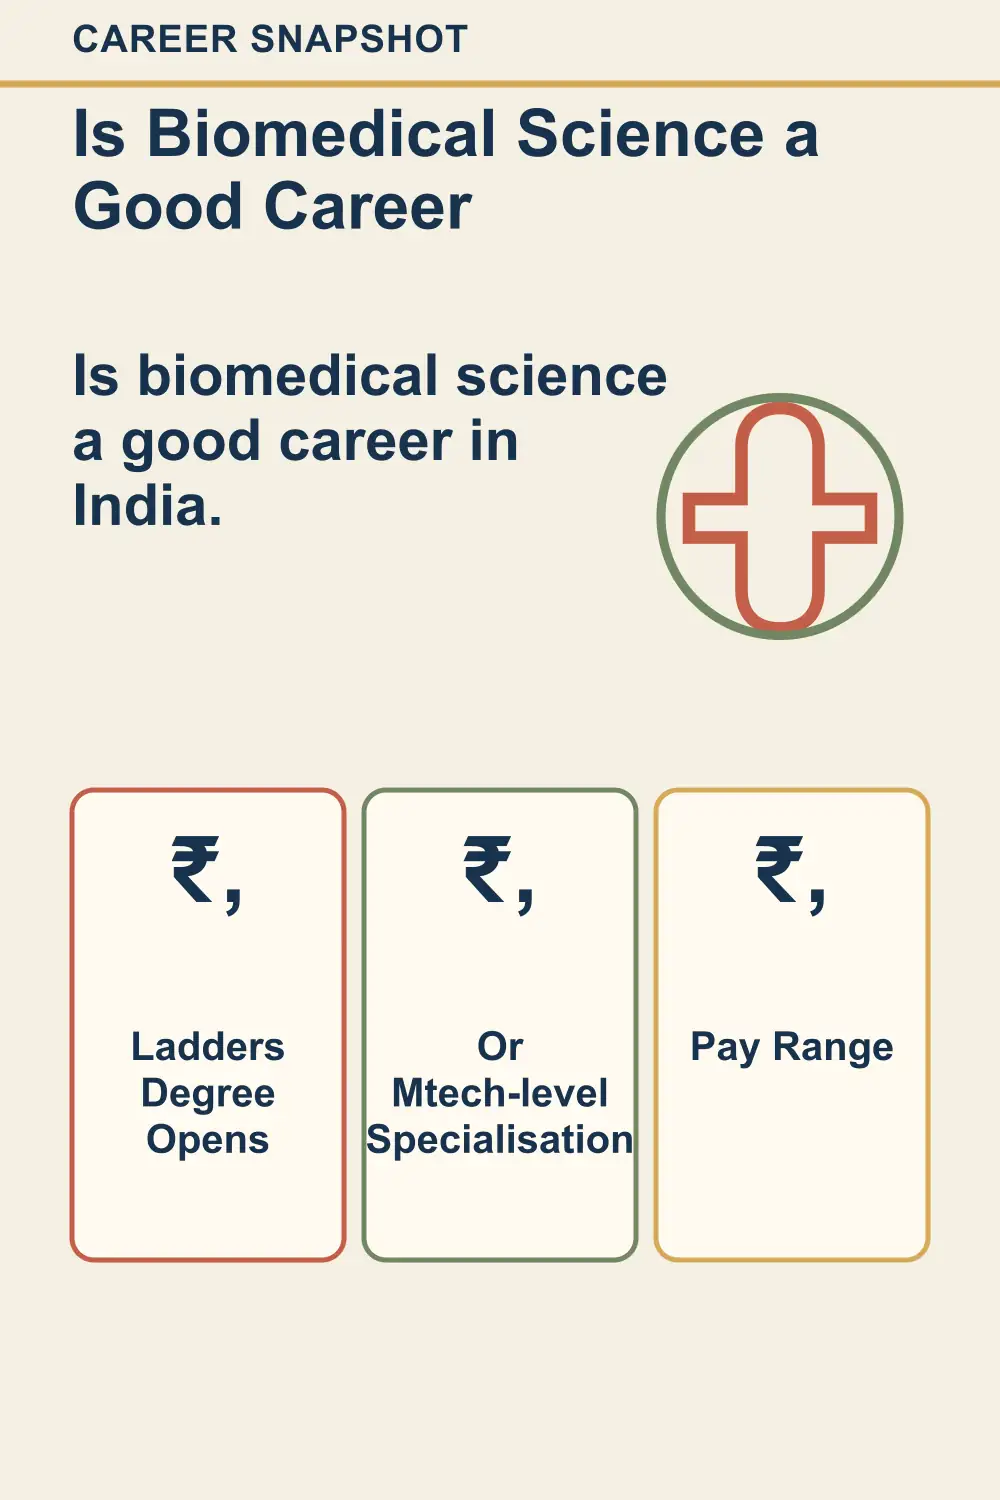 CAREER SNAPSHOT
Is Biomedical Science a
Good Career
Is biomedical science
a good career in
India.
₹,
Ladders
Degree
Opens
₹,
Or
Mtech-level
Specialisation
₹,
Pay Range